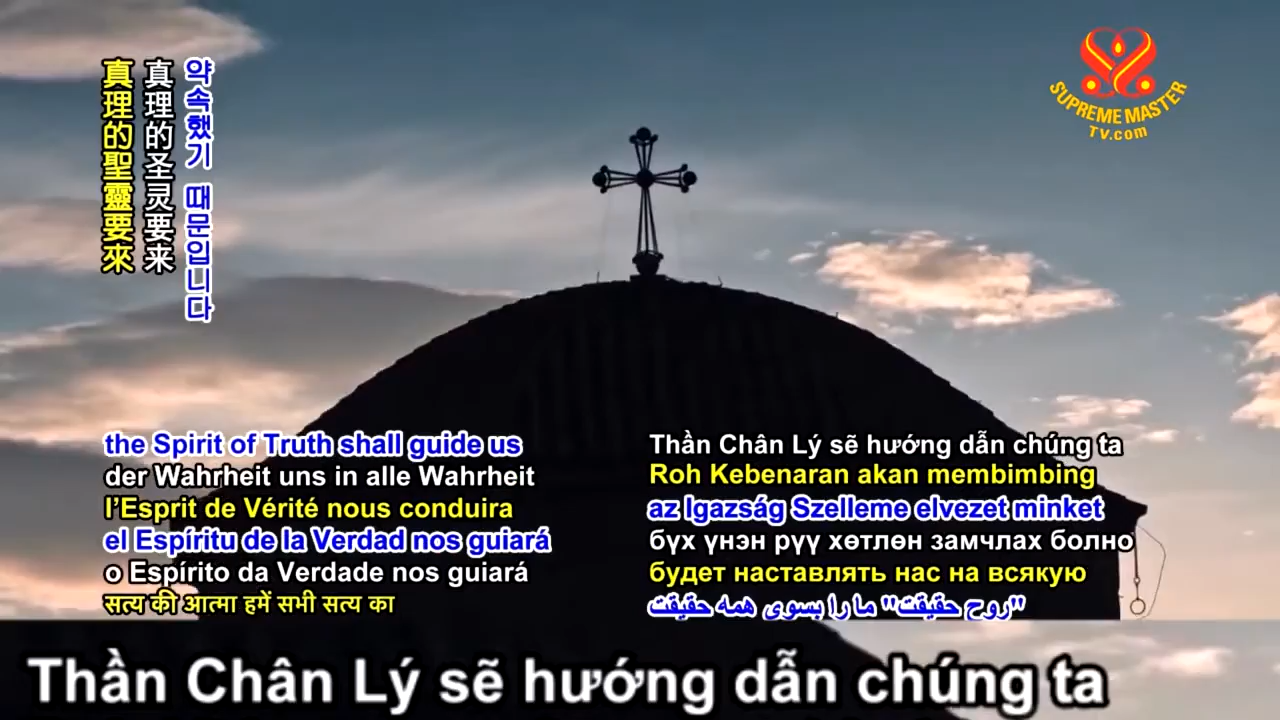 真理的聖靈要來
真理的圣灵要来
약속했기 때문입니다
SUPREME MASTER
TV.com
the Spirit of Truth shall guide us
der Wahrheit uns in alle Wahrheit
l’Esprit de Vérité nous conduira
el Espíritu de la Verdad nos guiará
o Espírito da Verdade nos guiará
सत्य की आत्मा हमें सभी सत्य का
Thần Chân Lý sẽ hướng dẫn chúng ta
Roh Kebenaran akan membimbing
az Igazság Szelleme elvezet minket
бүх үнэн рүү хөтлөн замчлах болно
будет наставлять нас на всякую
"روح حقیقت" ما را بسوی همه حقیقت
Thần Chân Lý sẽ hướng dẫn chúng ta